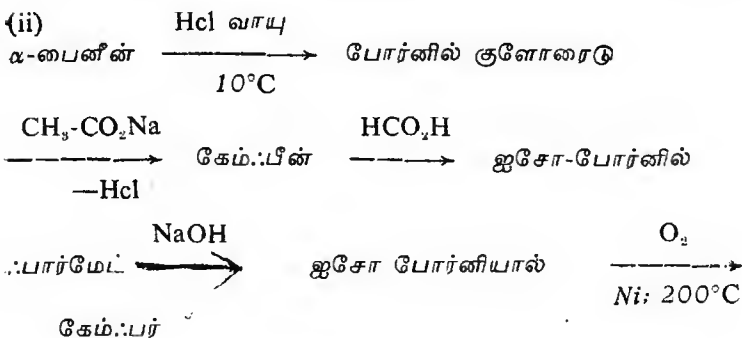 (ii)
Hcl வாயு
α-பைனீன் போர்னில் குளோரைடு
10°C
CH₃-CO₂Na HCO₂H
கேம்ஃபீன் ஐசோ-போர்னில்
—Hcl
NaOH O₂
ஃபார்மேட் ஐசோ போர்னியால்
Ni; 200°C
கேம்ஃபர்